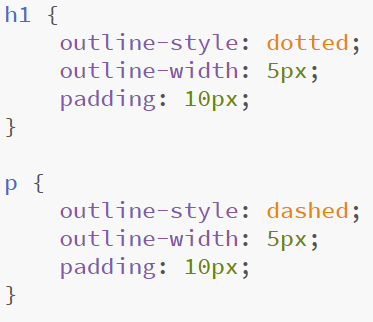 h1 {
    outline-style: dotted;
    outline-width: 5px;
    padding: 10px;
}

p {
    outline-style: dashed;
    outline-width: 5px;
    padding: 10px;
}